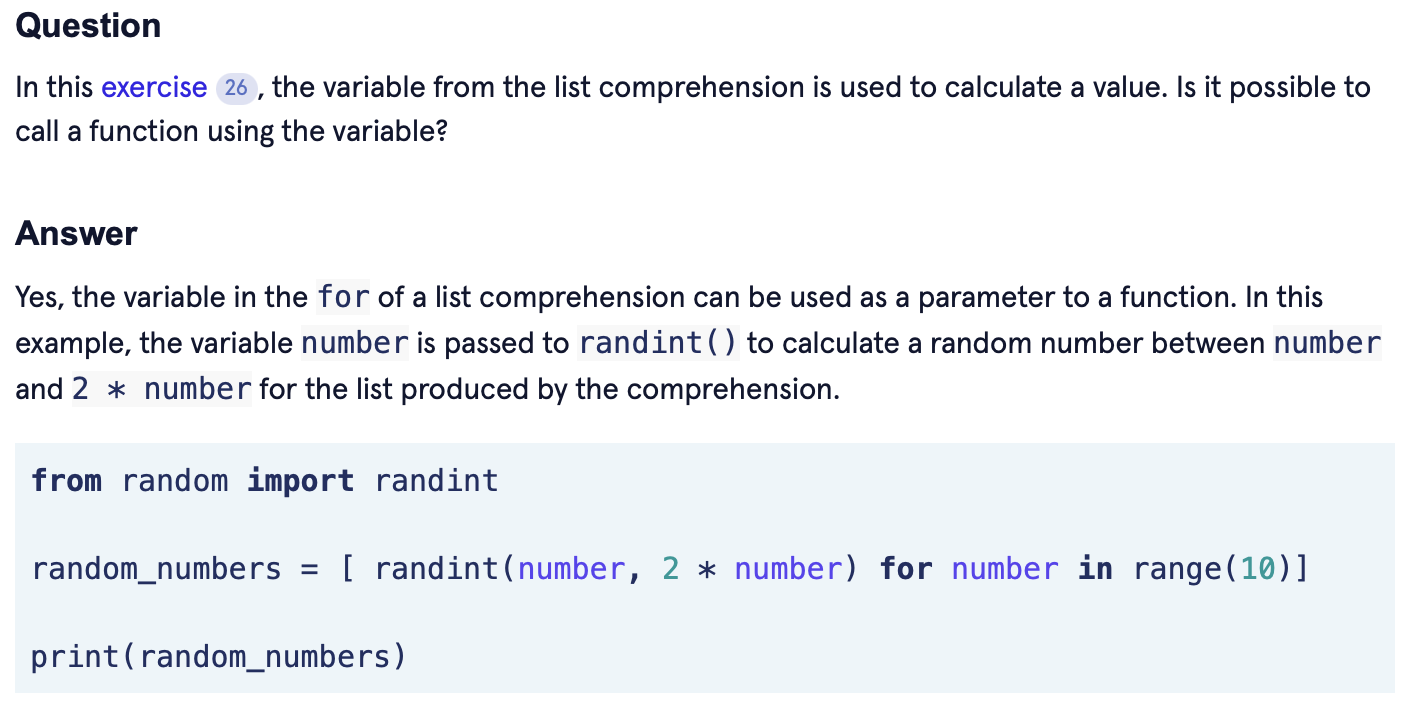 Question
In this exercise 26, the variable from the list comprehension is used to calculate a value. Is it possible to
call a function using the variable?
Answer
Yes, the variable in the for of a list comprehension can be used as a parameter to a function. In this
example, the variable number is passed to randint() to calculate a random number between number
and 2 * number for the list produced by the comprehension.
from random import randint
random_numbers = [ randint(number, 2 * number) for number in range(10)]
print(random_numbers)